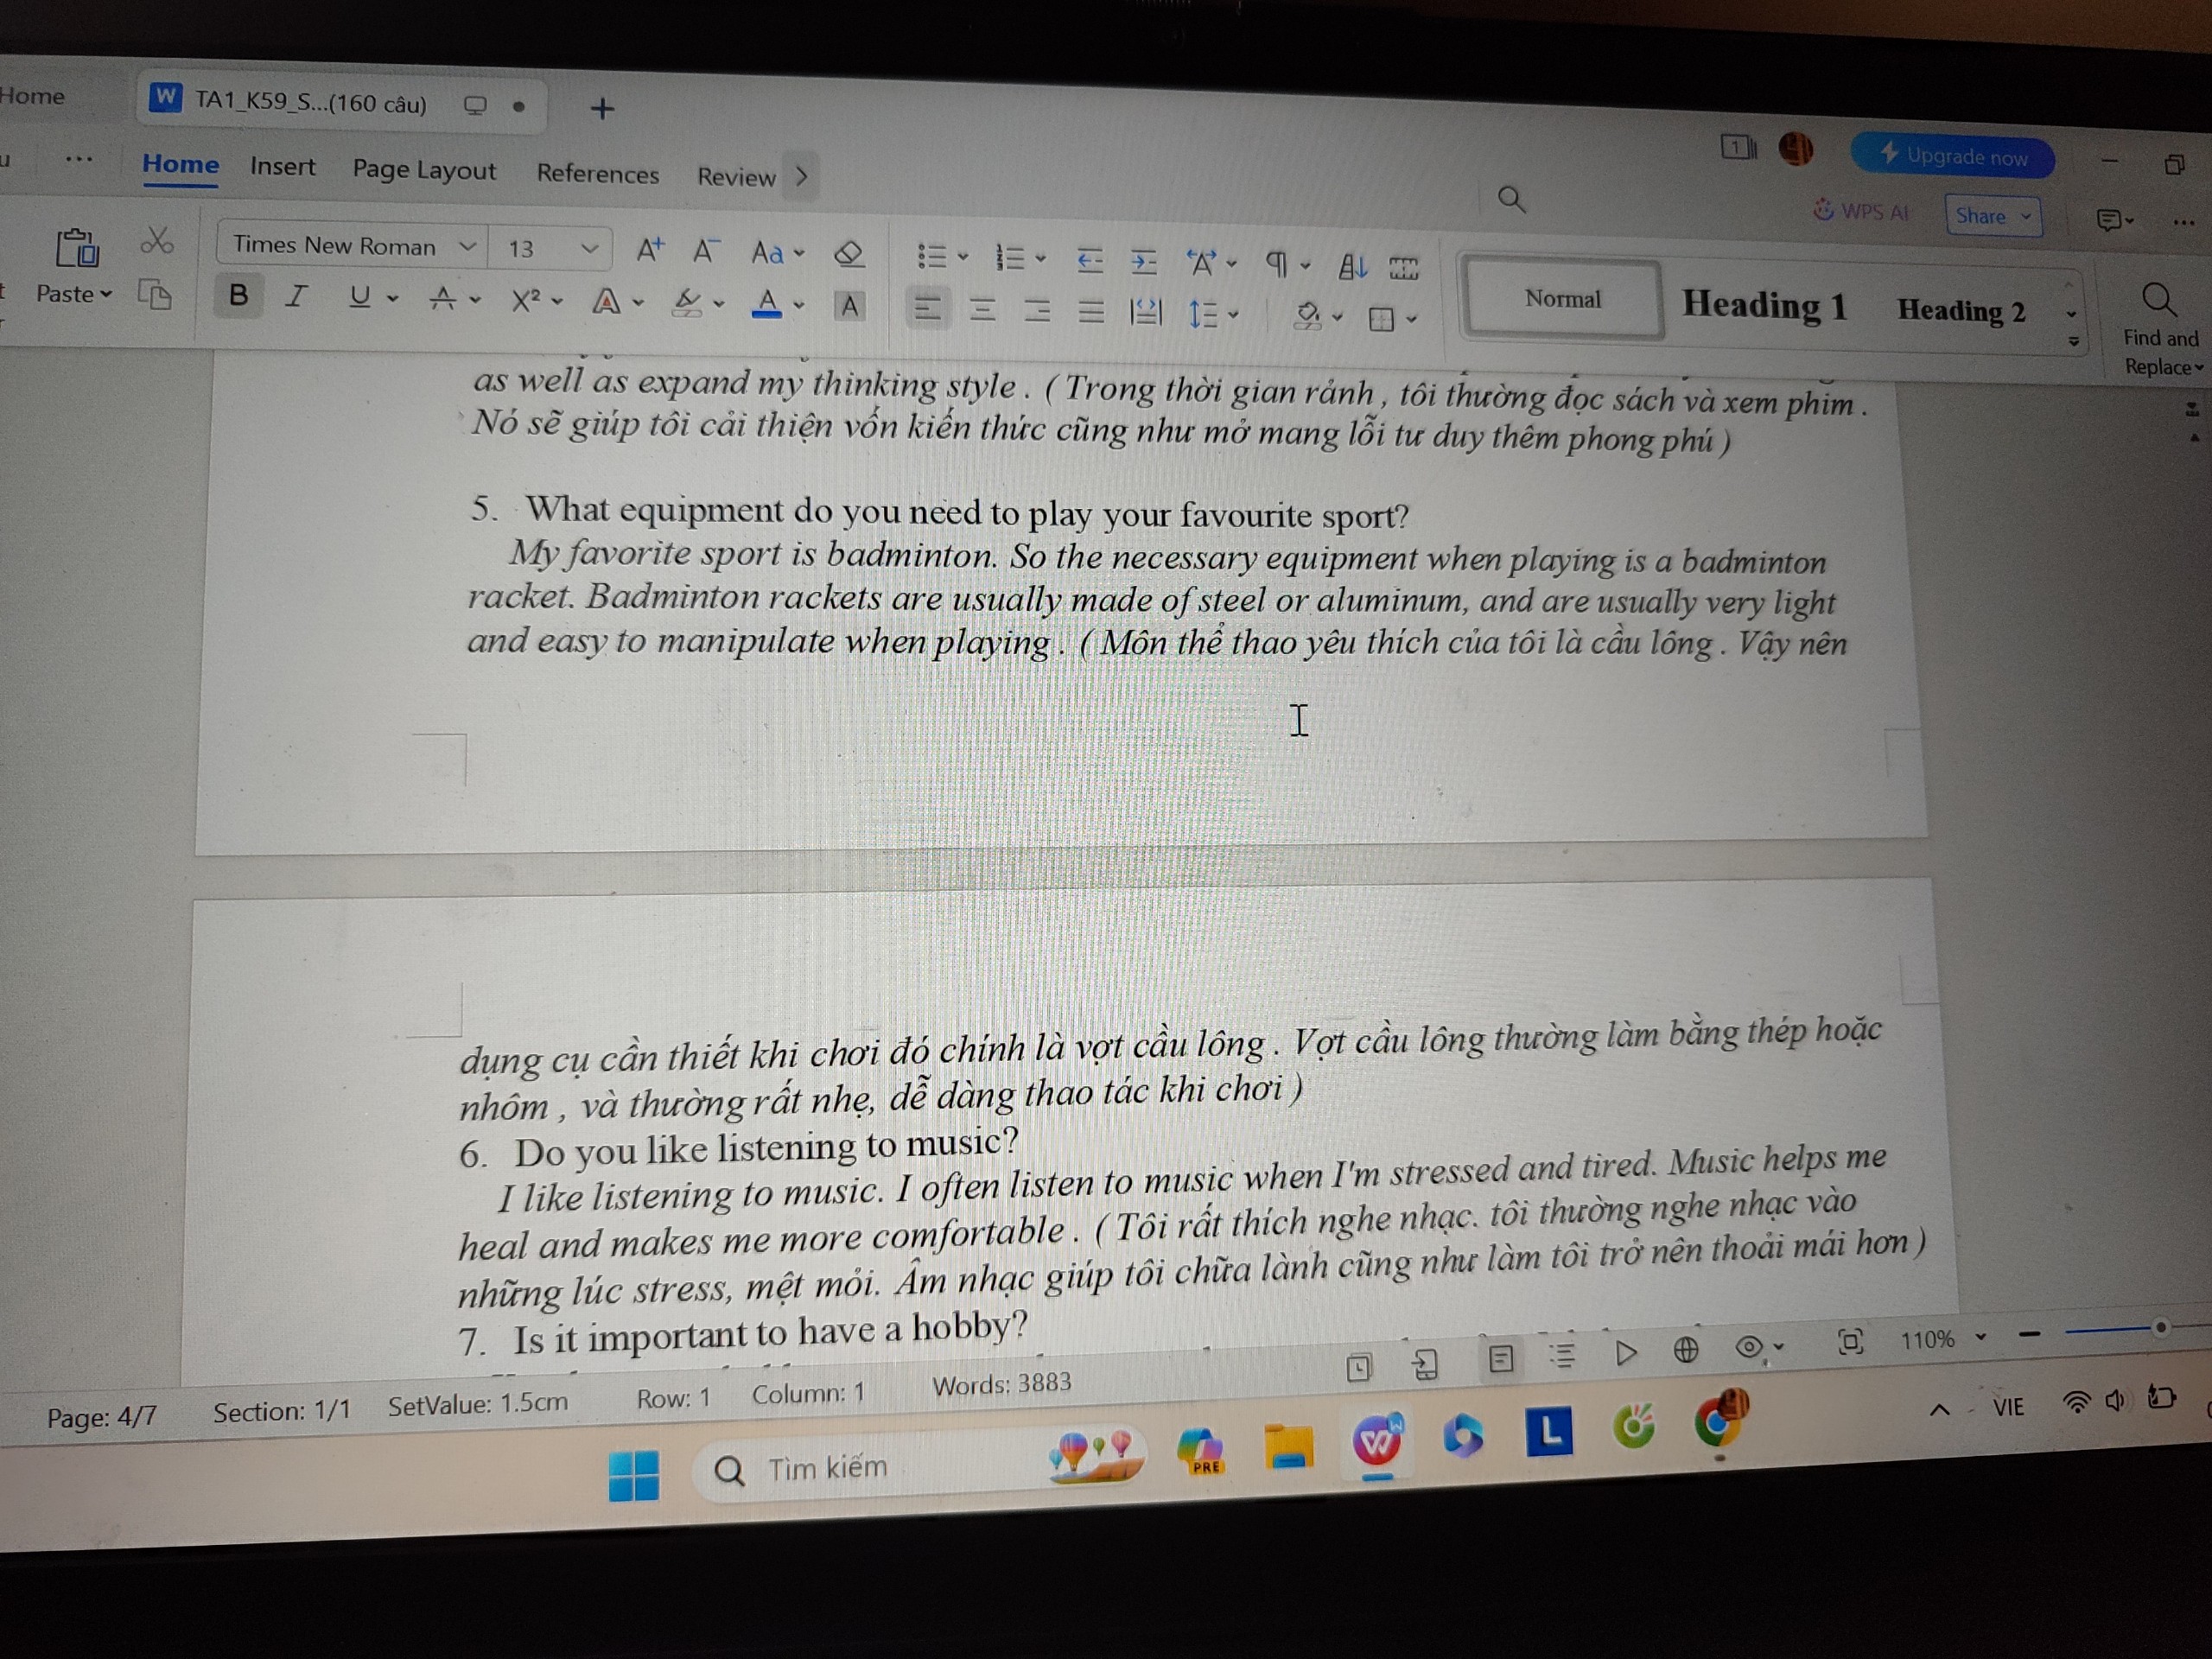 Home
TA1_K59_S...(160 câu)
Home Insert Page Layout References Review
Upgrade now
WPS AI Share
Times New Roman 13
Paste
Normal Heading 1 Heading 2
Find and
Replace
as well as expand my thinking style . ( Trong thời gian rảnh , tôi thường đọc sách và xem phim .
Nó sẽ giúp tôi cải thiện vốn kiến thức cũng như mở mang lỗi tư duy thêm phong phú )
5. What equipment do you need to play your favourite sport?
My favorite sport is badminton. So the necessary equipment when playing is a badminton
racket. Badminton rackets are usually made of steel or aluminum, and are usually very light
and easy to manipulate when playing . ( Môn thể thao yêu thích của tôi là cầu lông . Vậy nên
dụng cụ cần thiết khi chơi đó chính là vợt cầu lông . Vợt cầu lông thường làm bằng thép hoặc
nhôm , và thường rất nhẹ, dễ dàng thao tác khi chơi )
6. Do you like listening to music?
I like listening to music. I often listen to music when I'm stressed and tired. Music helps me
heal and makes me more comfortable . ( Tôi rất thích nghe nhạc. tôi thường nghe nhạc vào
những lúc stress, mệt mỏi. Âm nhạc giúp tôi chữa lành cũng như làm tôi trở nên thoải mái hơn )
7. Is it important to have a hobby?
110%
Page: 4/7 Section: 1/1 SetValue: 1.5cm Row: 1 Column: 1 Words: 3883
Tìm kiếm
PRE
VIE